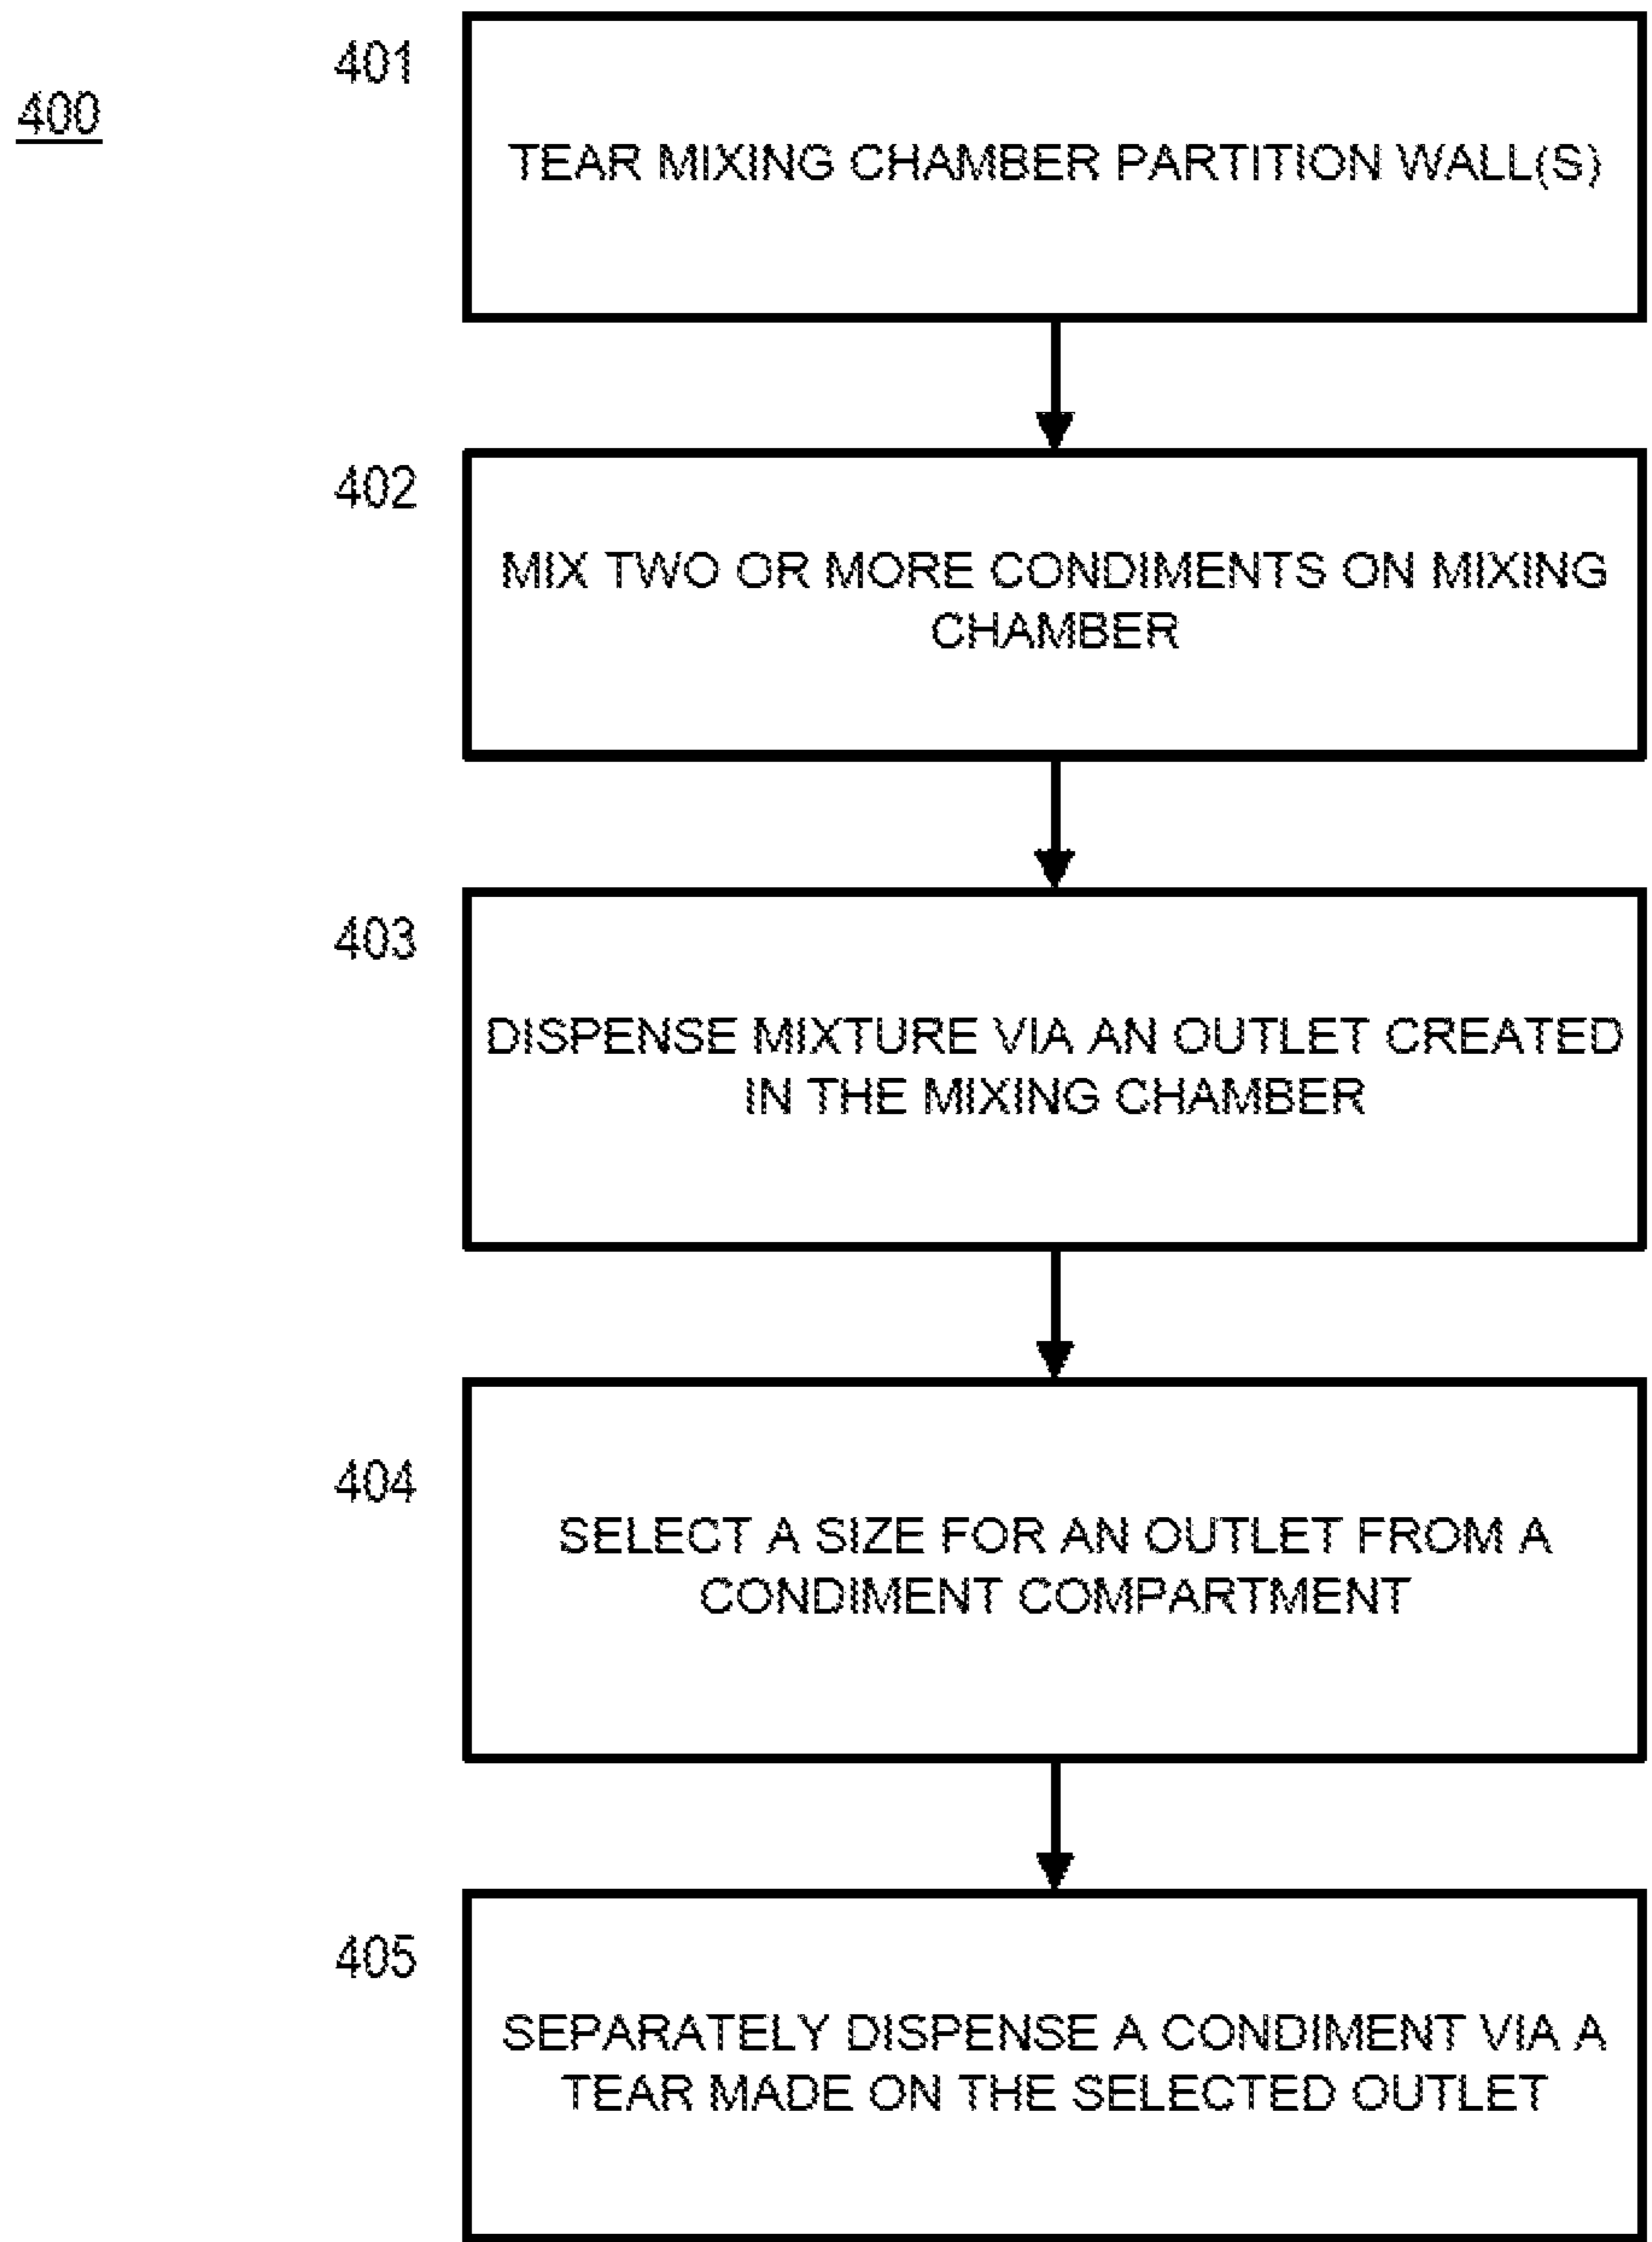 400
401
TEAR MIXING CHAMBER PARTITION WALL(S)
402
MIX TWO OR MORE CONDIMENTS ON MIXING
CHAMBER
403
DISPENSE MIXTURE VIA AN OUTLET CREATED
IN THE MIXING CHAMBER
404
SELECT A SIZE FOR AN OUTLET FROM A
CONDIMENT COMPARTMENT
405
SEPARATELY DISPENSE A CONDIMENT VIA A
TEAR MADE ON THE SELECTED OUTLET